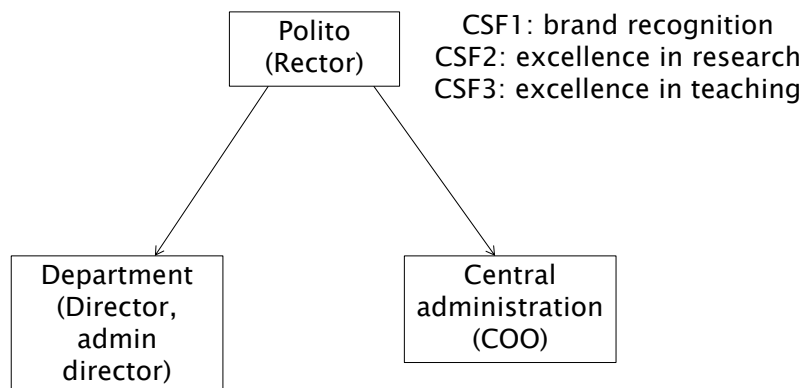 Polito
(Rector)
CSF1: brand recognition
CSF2: excellence in research
CSF3: excellence in teaching
Department
(Director,
admin
director)
Central
administration
(COO)